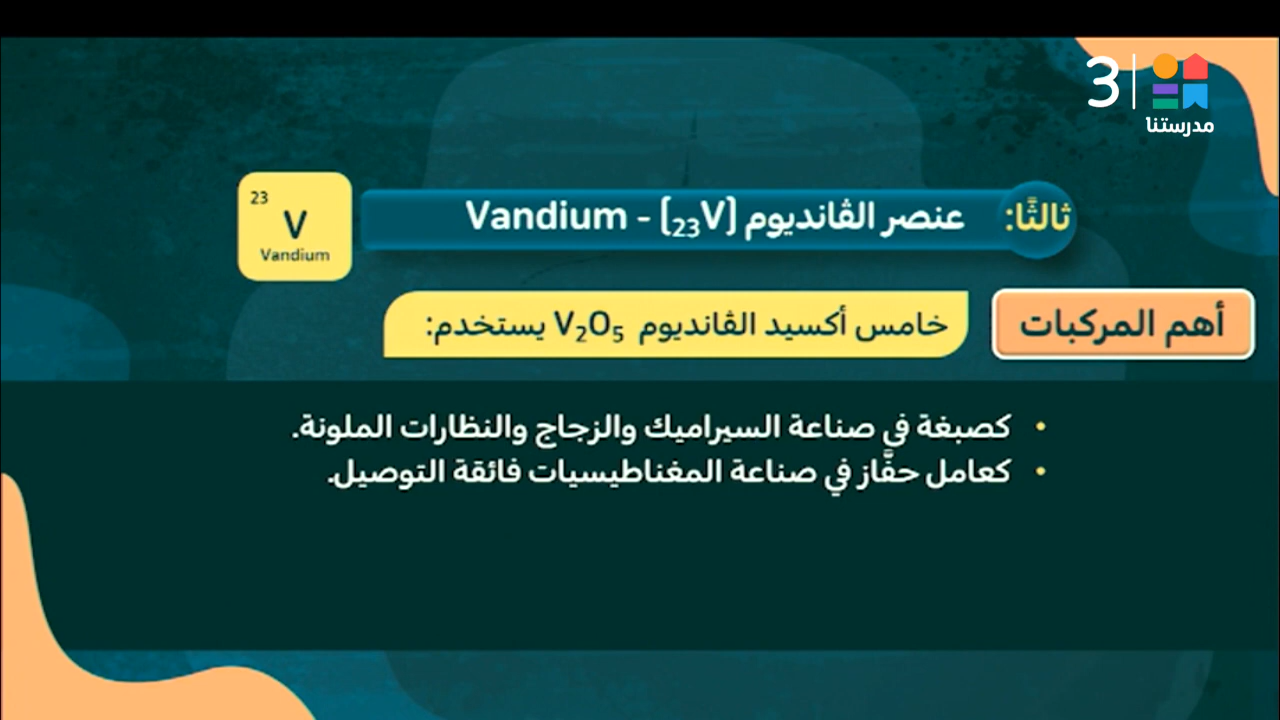 3
مدرستنا
ثالثًا: عنصر الڤانديوم [₂₃V] - Vandium
23
V
Vandium
أهم المركبات
خامس أكسيد الڤانديوم V₂O₅ يستخدم:
• كصبغة في صناعة السيراميك والزجاج والنظارات الملونة.
• كعامل حفَّاز في صناعة المغناطيسيات فائقة التوصيل.